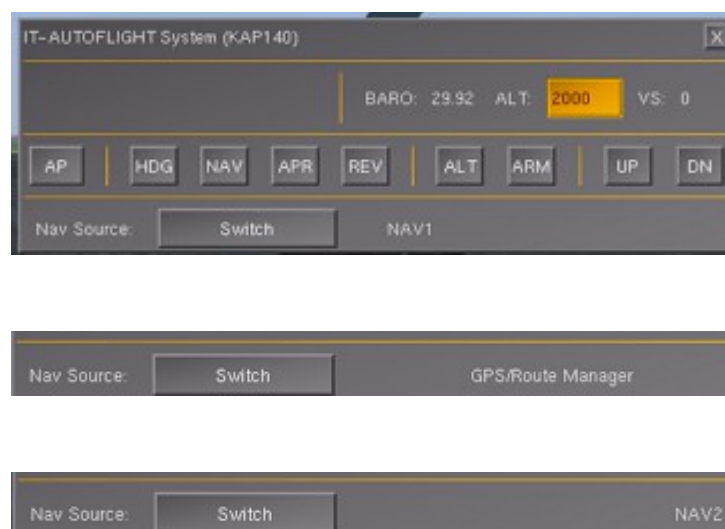 IT-AUTOFLIGHT System (KAP140) X
BARO: 29.92 ALT: 2000 VS: 0
AP HDG NAV APR REV ALT ARM UP DN
Nav Source: Switch NAV1
Nav Source: Switch GPS/Route Manager
Nav Source: Switch NAV2